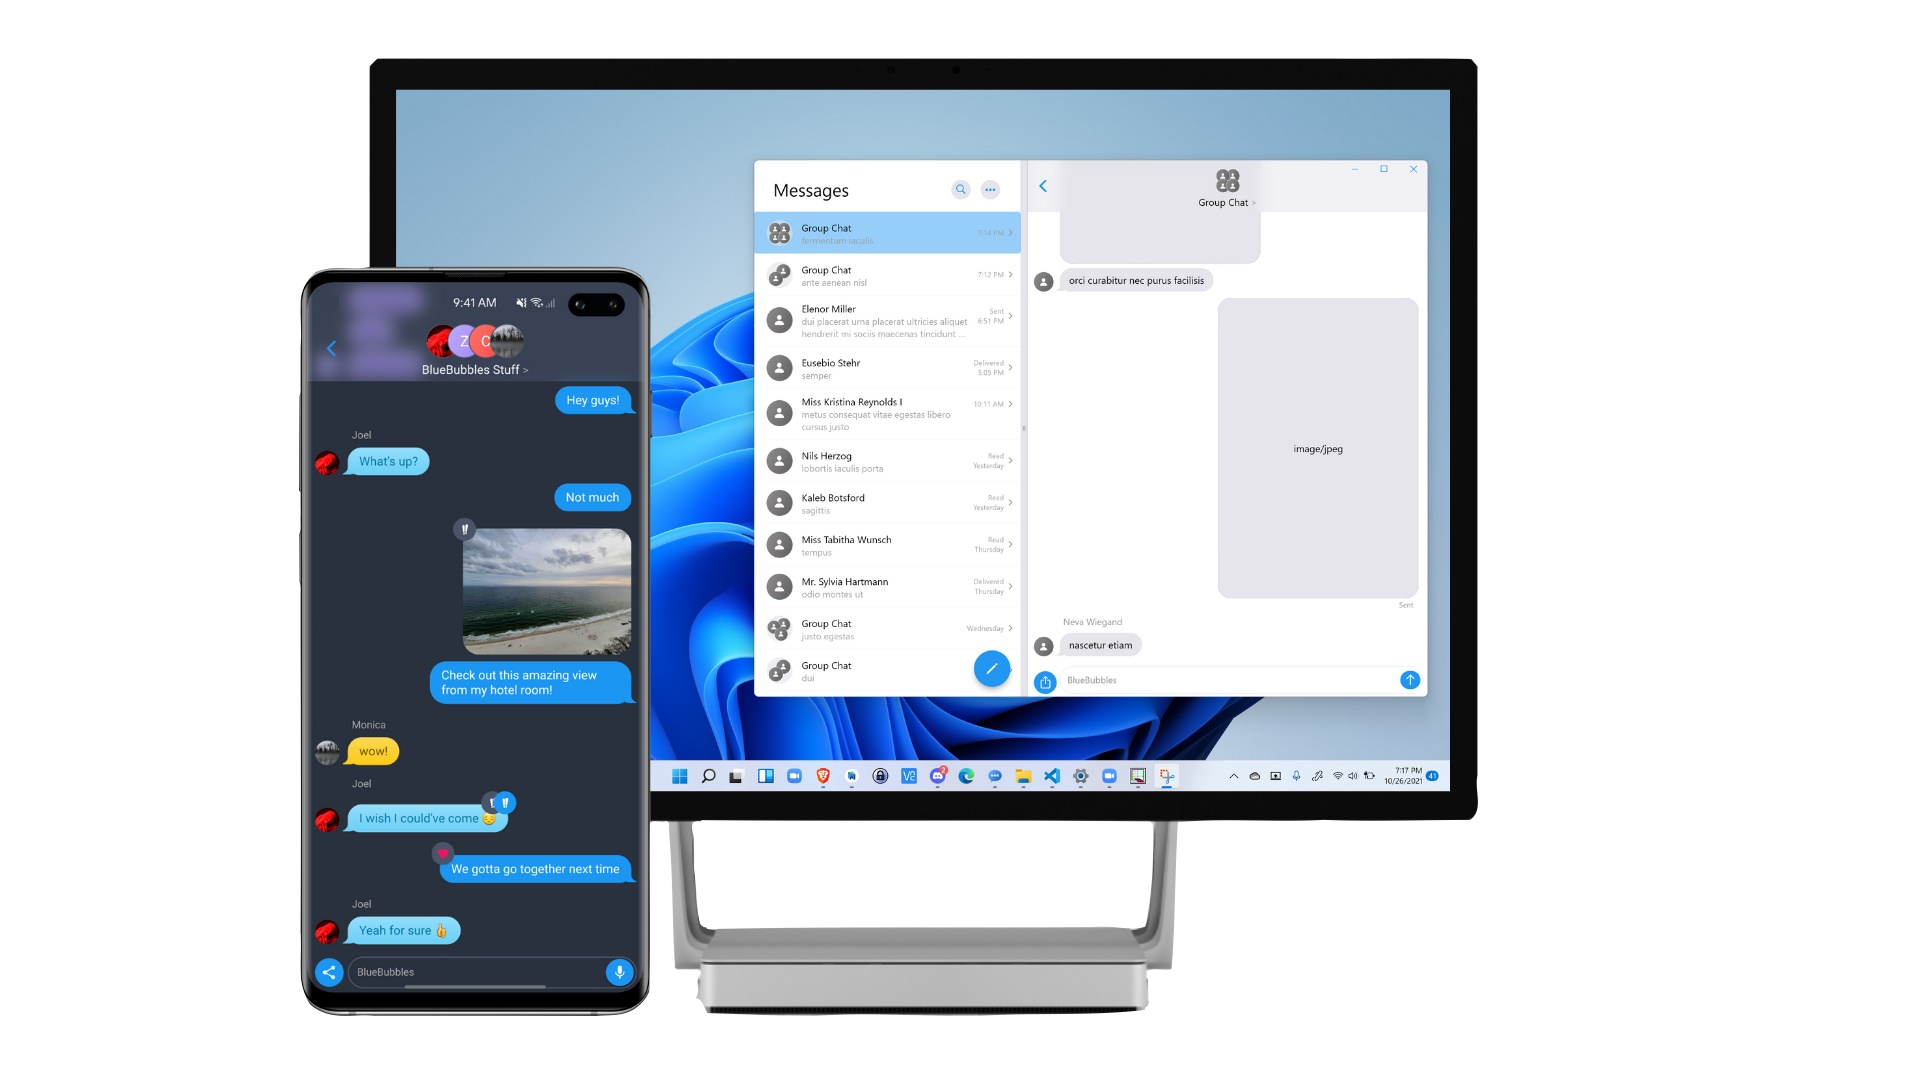 9:41 AM
Z
C
BlueBubbles Stuff >
Hey guys!
Joel
What's up?
Not much
Check out this amazing view
from my hotel room!
Monica
wow!
Joel
I wish I could've come 😔
We gotta go together next time
Joel
Yeah for sure 👍
BlueBubbles
Messages
Group Chat
fermentum iaculis
7:14 PM
Group Chat
ante aenean nisl
7:12 PM
Elenor Miller
dui placerat urna placerat ultricies aliquet
hendrerit mi sociis maecenas tincidunt ...
Sent
6:51 PM
Eusebio Stehr
semper
Delivered
5:05 PM
Miss Kristina Reynolds I
metus consequat vitae egestas libero
cursus justo
10:11 AM
Nils Herzog
lobortis iaculis porta
Read
Yesterday
Kaleb Botsford
sagittis
Read
Yesterday
Miss Tabitha Wunsch
tempus
Read
Thursday
Mr. Sylvia Hartmann
odio montes ut
Delivered
Thursday
Group Chat
justo egestas
Wednesday
Group Chat
dui
Group Chat >
orci curabitur nec purus facilisis
image/jpeg
Sent
Neva Wiegand
nascetur etiam
BlueBubbles
2
7:17 PM
10/26/2021
41